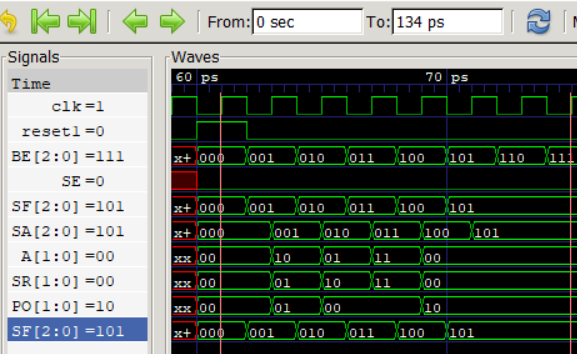 From: 0 sec To: 134 ps
Signals Waves
Time 60 ps 70 ps
clk=1
reset1=0
BE[2:0]=111 x+ 000 001 010 011 100 101 110 111
SE=0
SF[2:0]=101 x+ 000 001 010 011 100 101
SA[2:0]=101 x+ 000 001 010 011 100 101
A[1:0]=00 xx 00 10 01 11 00
SR[1:0]=00 xx 00 01 10 11 00
PO[1:0]=10 xx 00 01 00 10
SF[2:0]=101 x+ 000 001 010 011 100 101